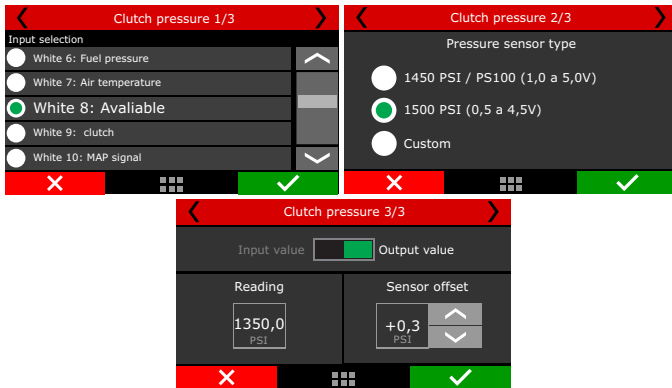 Clutch pressure 1/3
Input selection
White 6: Fuel pressure
White 7: Air temperature
White 8: Avaliable
White 9: clutch
White 10: MAP signal
Clutch pressure 2/3
Pressure sensor type
1450 PSI / PS100 (1,0 a 5,0V)
1500 PSI (0,5 a 4,5V)
Custom
Clutch pressure 3/3
Input value Output value
Reading
1350,0
PSI
Sensor offset
+0,3
PSI